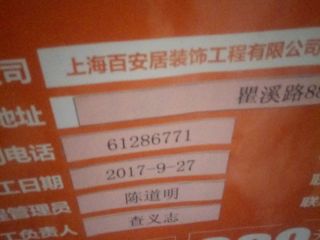 司 上海百安居装饰工程有限公司
地址 瞿溪路88
电话 61286771
工日期 2017-9-27
管理员 陈道明
工负责人 查义志